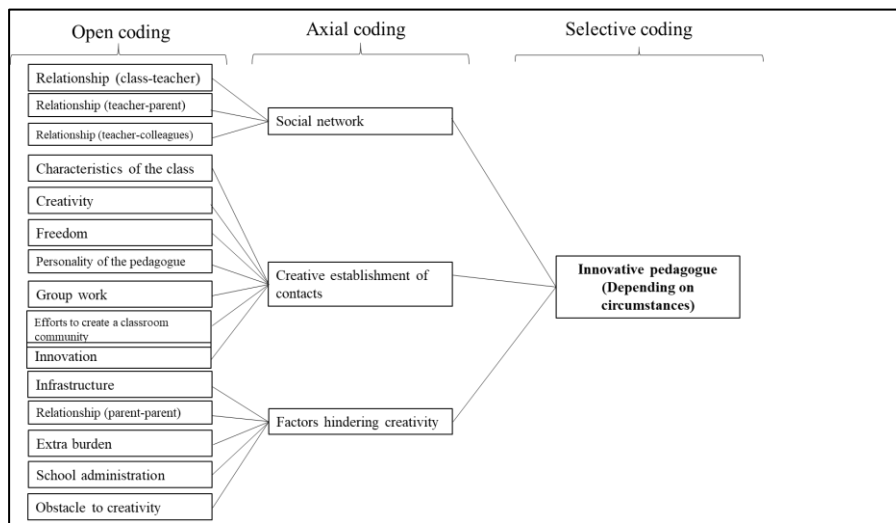 Open coding
Axial coding
Selective coding
Relationship (class-teacher)
Relationship (teacher-parent)
Relationship (teacher-colleagues)
Characteristics of the class
Creativity
Freedom
Personality of the pedagogue
Group work
Efforts to create a classroom
community
Innovation
Infrastructure
Relationship (parent-parent)
Extra burden
School administration
Obstacle to creativity
Social network
Creative establishment of
contacts
Factors hindering creativity
Innovative pedagogue
(Depending on
circumstances)